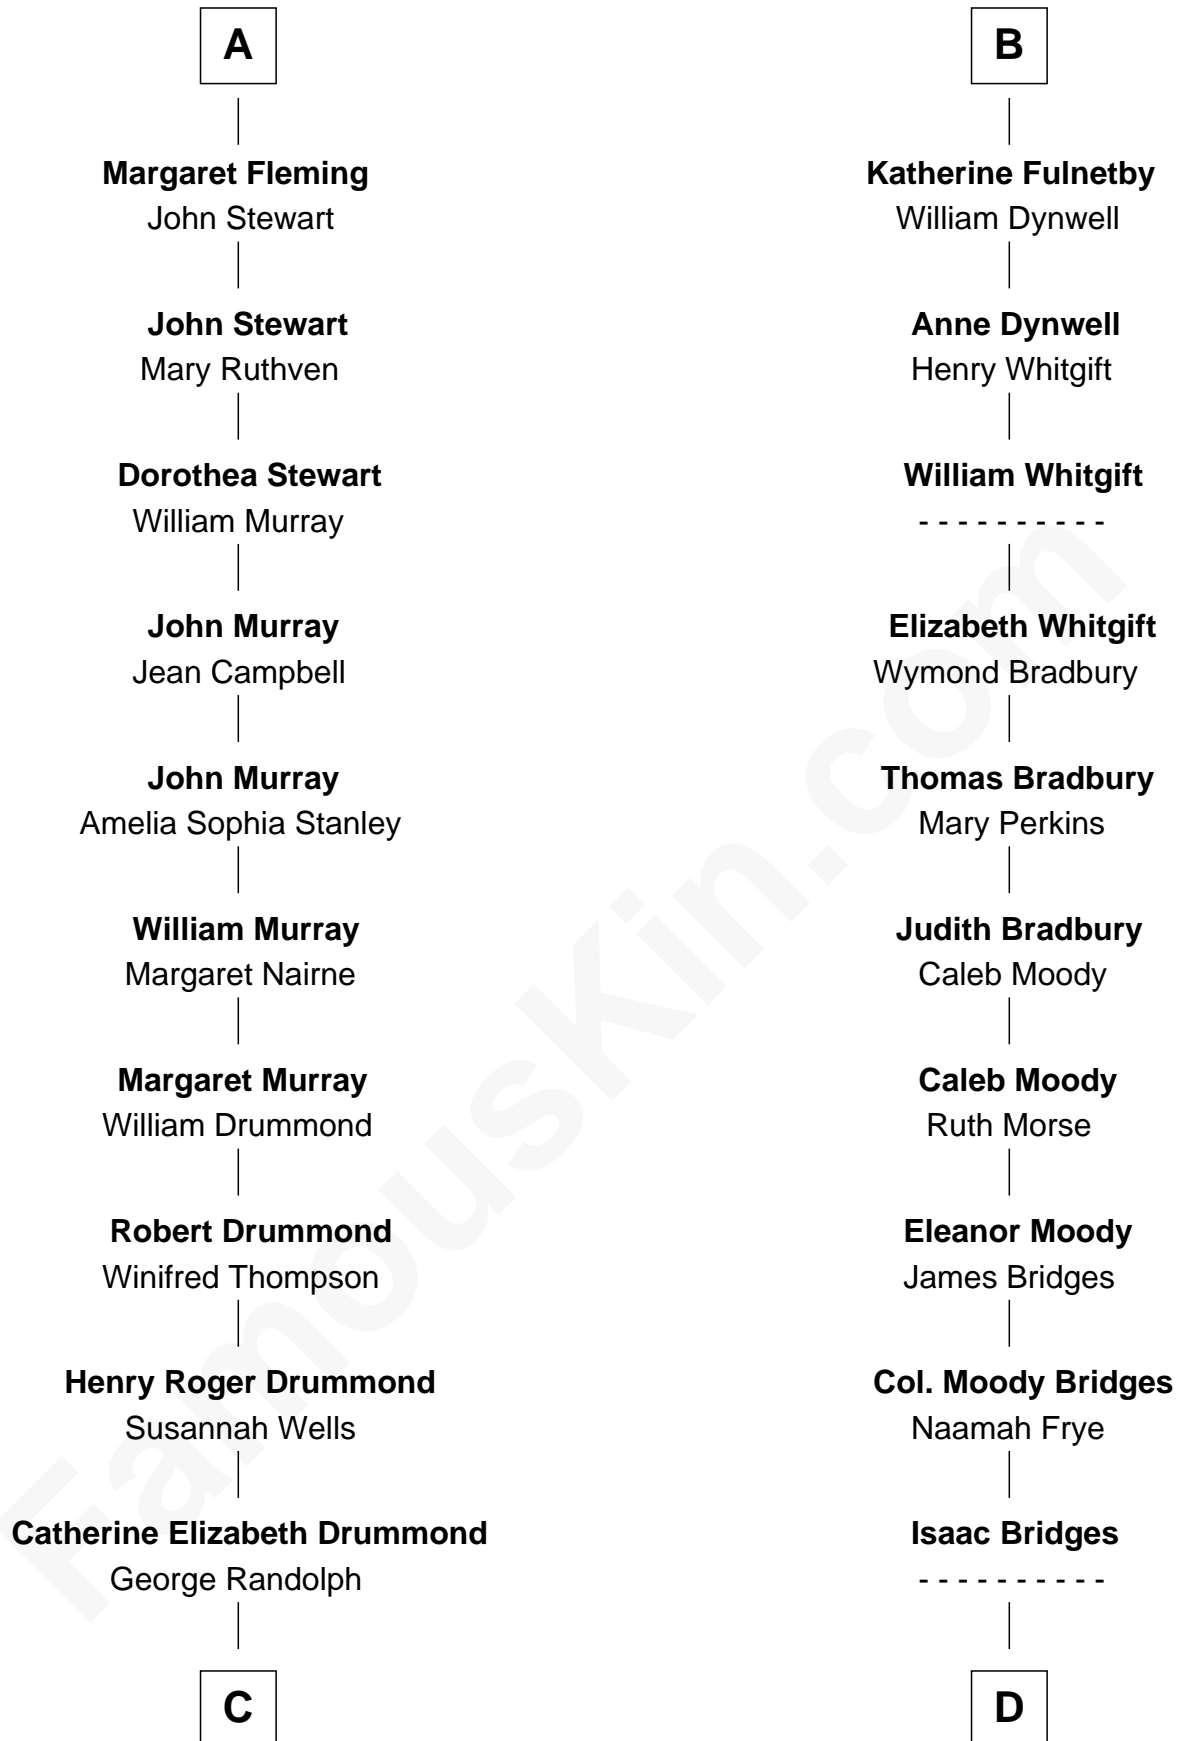 A
Margaret Fleming
John Stewart
John Stewart
Mary Ruthven
Dorothea Stewart
William Murray
John Murray
Jean Campbell
John Murray
Amelia Sophia Stanley
William Murray
Margaret Nairne
Margaret Murray
William Drummond
Robert Drummond
Winifred Thompson
Henry Roger Drummond
Susannah Wells
Catherine Elizabeth Drummond
George Randolph
C
B
Katherine Fulnetby
William Dynwell
Anne Dynwell
Henry Whitgift
William Whitgift
- - - - - - - - - -
Elizabeth Whitgift
Wymond Bradbury
Thomas Bradbury
Mary Perkins
Judith Bradbury
Caleb Moody
Caleb Moody
Ruth Morse
Eleanor Moody
James Bridges
Col. Moody Bridges
Naamah Frye
Isaac Bridges
- - - - - - - - - -
D
FamousKin.com